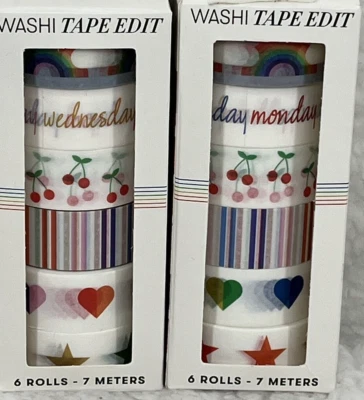 WASHI TAPE EDIT
wednesday
6 ROLLS - 7 METERS
WASHI TAPE EDIT
day monday
6 ROLLS - 7 METERS